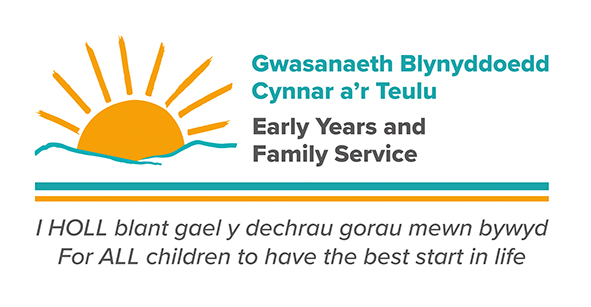 Gwasanaeth Blynyddoedd
Cynnar a’r Teulu
Early Years and
Family Service
I HOLL blant gael y dechrau gorau mewn bywyd
For ALL children to have the best start in life